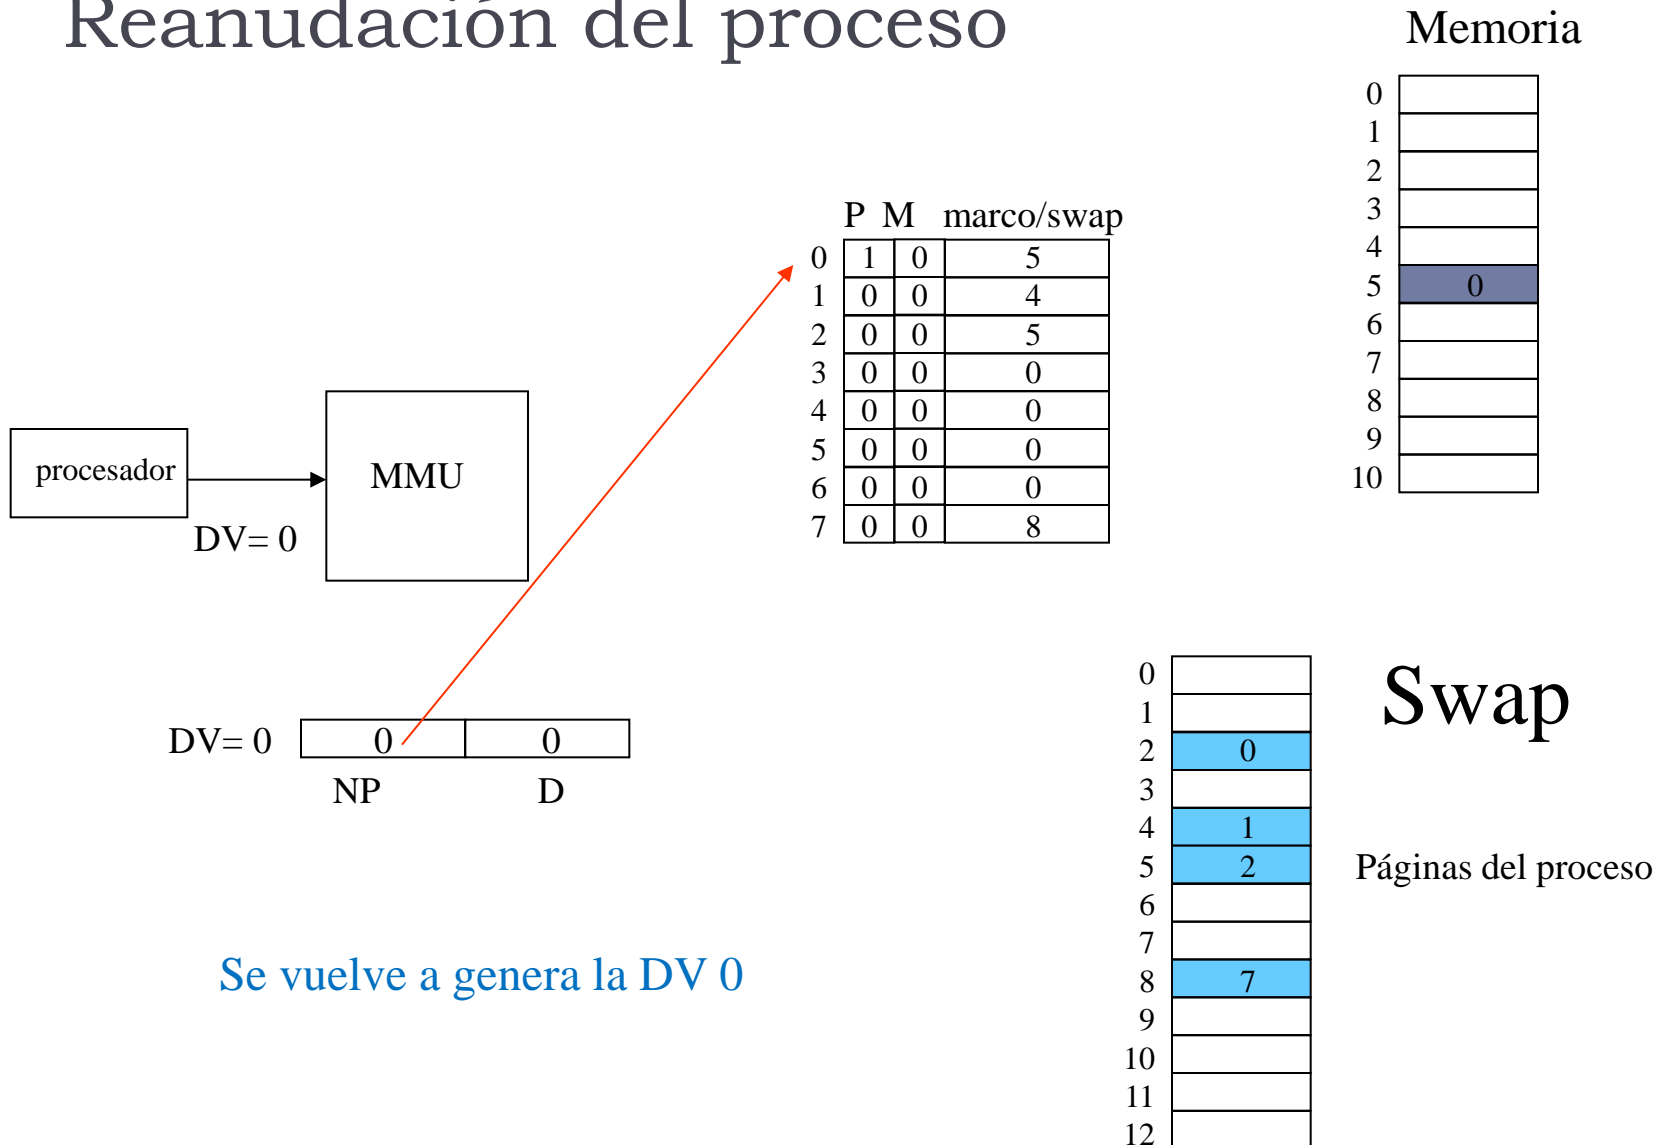 Reanudación del proceso
Memoria
0
1
2
3
4
5 0
6
7
8
9
10
P M marco/swap
0 1 0 5
1 0 0 4
2 0 0 5
3 0 0 0
4 0 0 0
5 0 0 0
6 0 0 0
7 0 0 8
procesador
MMU
DV= 0
DV= 0 0 0
NP D
Swap
0
1
2 0
3
4 1
5 2
6
7
8 7
9
10
11
12
Páginas del proceso
Se vuelve a genera la DV 0